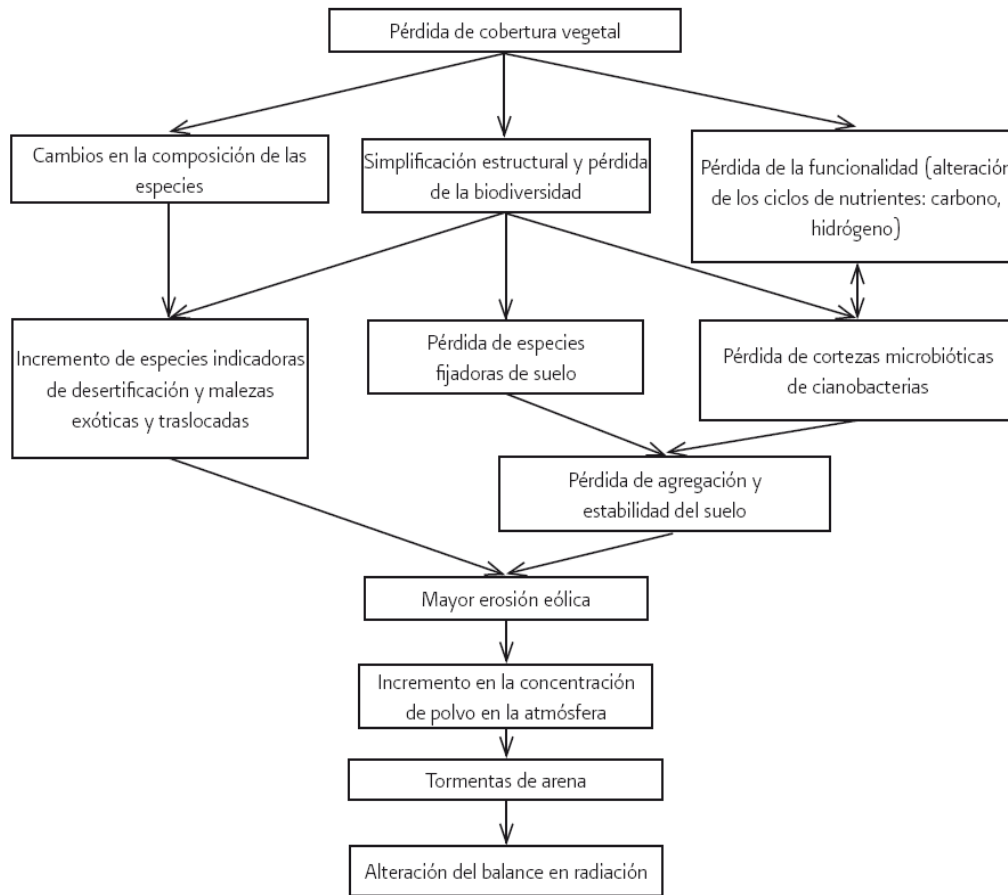 Pérdida de cobertura vegetal
Cambios en la composición de las
especies
Simplificación estructural y pérdida
de la biodiversidad
Pérdida de la funcionalidad (alteración
de los ciclos de nutrientes: carbono,
hidrógeno)
Incremento de especies indicadoras
de desertificación y malezas
exóticas y traslocadas
Pérdida de especies
fijadoras de suelo
Pérdida de cortezas microbióticas
de cianobacterias
Pérdida de agregación y
estabilidad del suelo
Mayor erosión eólica
Incremento en la concentración
de polvo en la atmósfera
Tormentas de arena
Alteración del balance en radiación